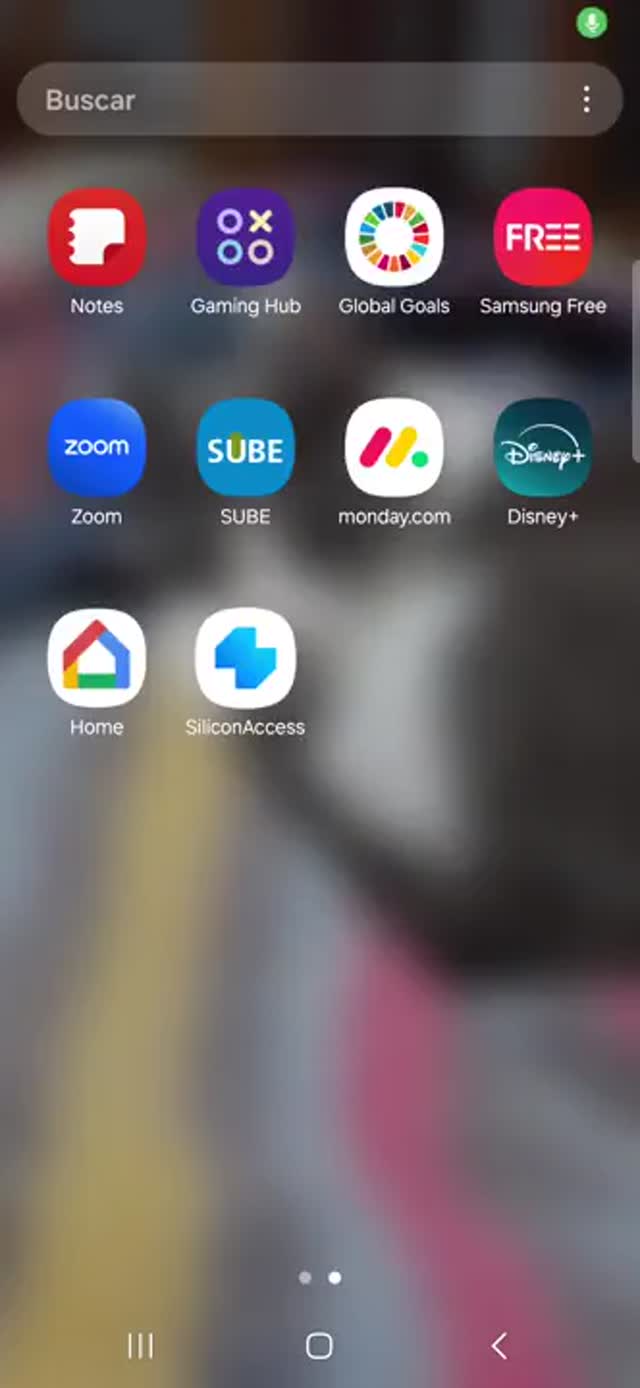 Buscar
FREE
Notes
Gaming Hub
Global Goals
Samsung Free
zoom
SUBE
Disney+
Zoom
SUBE
monday.com
Disney+
Home
SiliconAccess